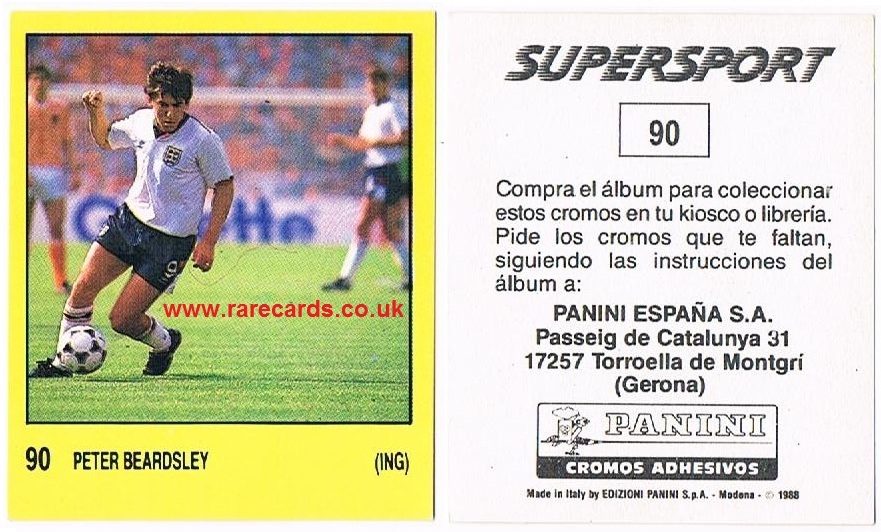 Gillette
9
www.rarecards.co.uk
90 PETER BEARDSLEY (ING)
SUPERSPORT
90
Compra el álbum para coleccionar
estos cromos en tu kiosco o librería.
Pide los cromos que te faltan,
siguiendo las instrucciones del
álbum a:
PANINI ESPAÑA S.A.
Passeig de Catalunya 31
17257 Torroella de Montgrí
(Gerona)
PANINI
CROMOS ADHESIVOS
Made in Italy by EDIZIONI PANINI S.p.A. - Modena - © 1988